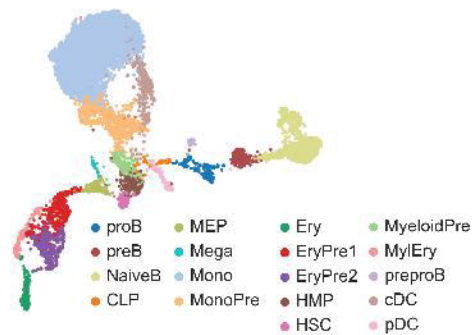 proB MEP Ery MyeloidPre
preB Mega EryPre1 MylEry
NaiveB Mono EryPre2 preproB
CLP MonoPre HMP cDC
HSC pDC